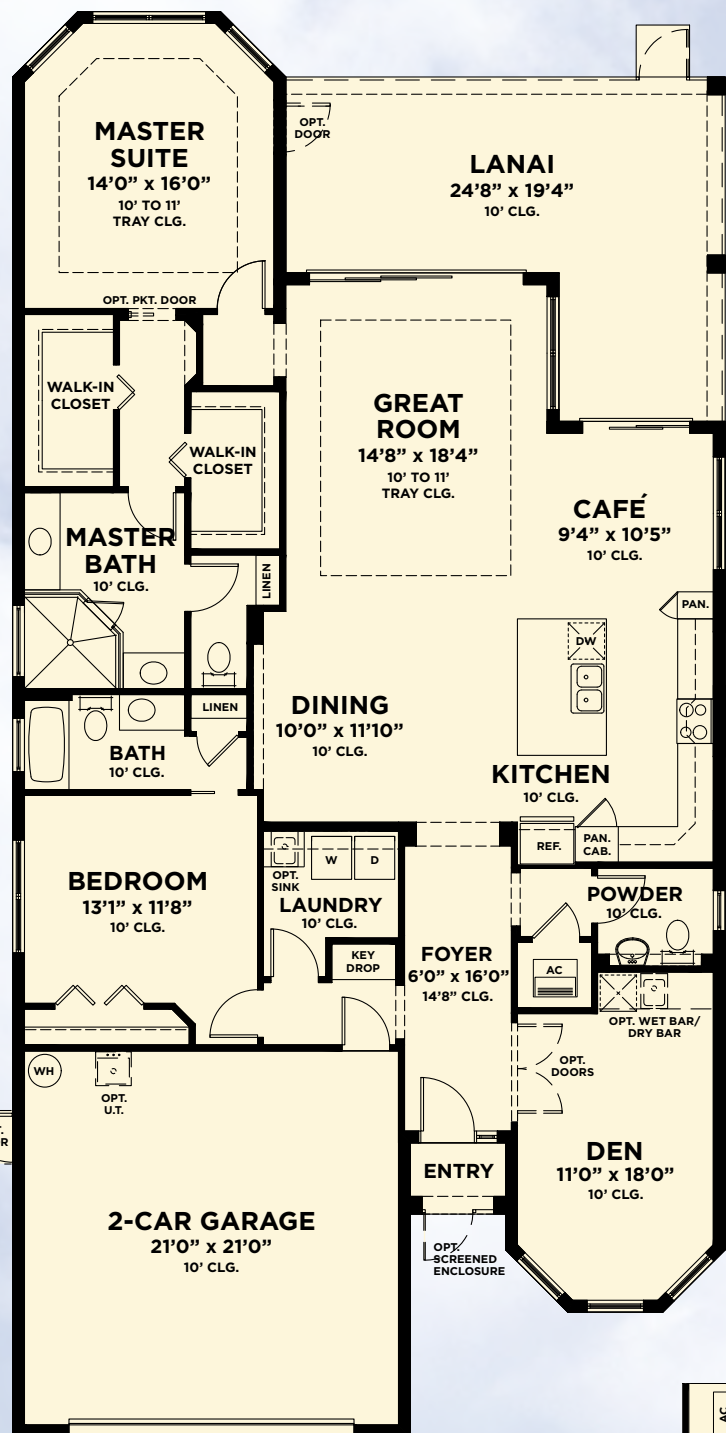 MASTER
SUITE
14'0" x 16'0"
10' TO 11'
TRAY CLG.
OPT.
DOOR
LANAI
24'8" x 19'4"
10' CLG.
OPT. PKT. DOOR
WALK-IN
CLOSET
WALK-IN
CLOSET
GREAT
ROOM
14'8" x 18'4"
10' TO 11'
TRAY CLG.
CAFÉ
9'4" x 10'5"
10' CLG.
MASTER
BATH
10' CLG.
LINEN
PAN.
DW
LINEN
DINING
10'0" x 11'10"
10' CLG.
BATH
10' CLG.
KITCHEN
10' CLG.
REF.
PAN.
CAB.
BEDROOM
13'1" x 11'8"
10' CLG.
OPT.
SINK
W
D
LAUNDRY
10' CLG.
KEY
DROP
FOYER
6'0" x 16'0"
14'8" CLG.
POWDER
10' CLG.
AC
OPT. WET BAR/
DRY BAR
WH
OPT.
U.T.
OPT.
DOORS
DEN
11'0" x 18'0"
10' CLG.
ENTRY
2-CAR GARAGE
21'0" x 21'0"
10' CLG.
OPT.
SCREENED
ENCLOSURE
AC